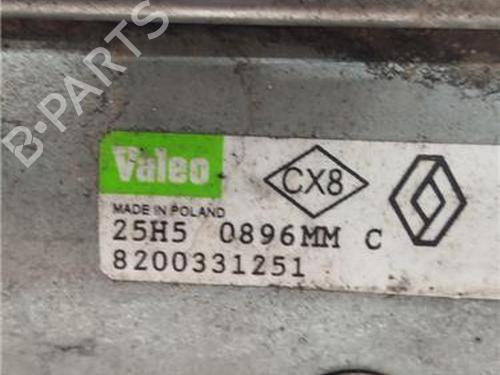 B-Parts
Valeo
CX8
MADE IN POLAND
25H5 0896MM C
8200331251